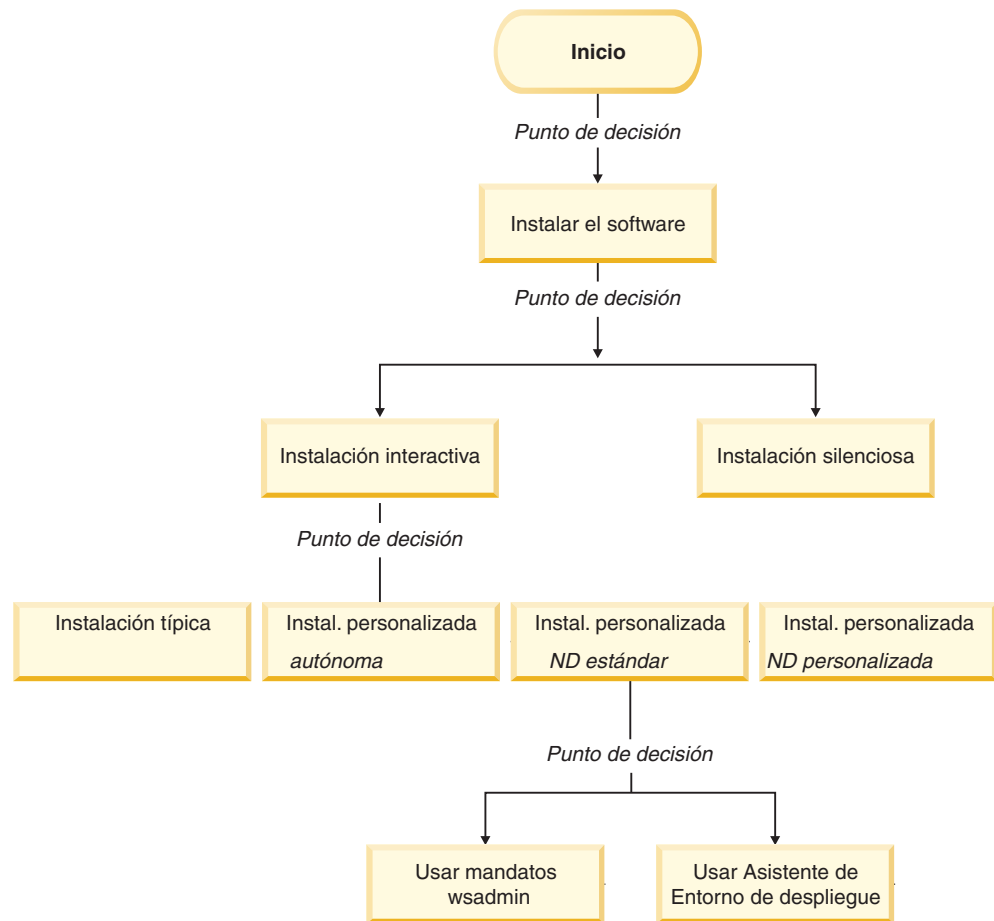 Inicio
Punto de decisión
Instalar el software
Punto de decisión
Instalación interactiva
Instalación silenciosa
Punto de decisión
Instalación típica
Instal. personalizada
autónoma
Instal. personalizada
ND estándar
Instal. personalizada
ND personalizada
Punto de decisión
Usar mandatos
wsadmin
Usar Asistente de
Entorno de despliegue